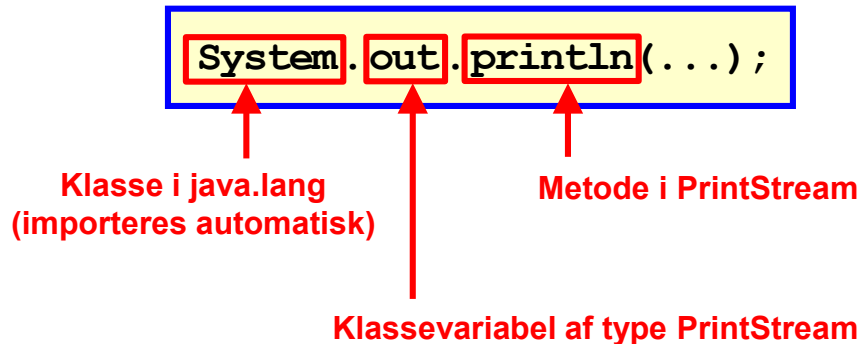 System.out.println(...);
Klasse i java.lang
(importeres automatisk)
Metode i PrintStream
Klassevariabel af type PrintStream